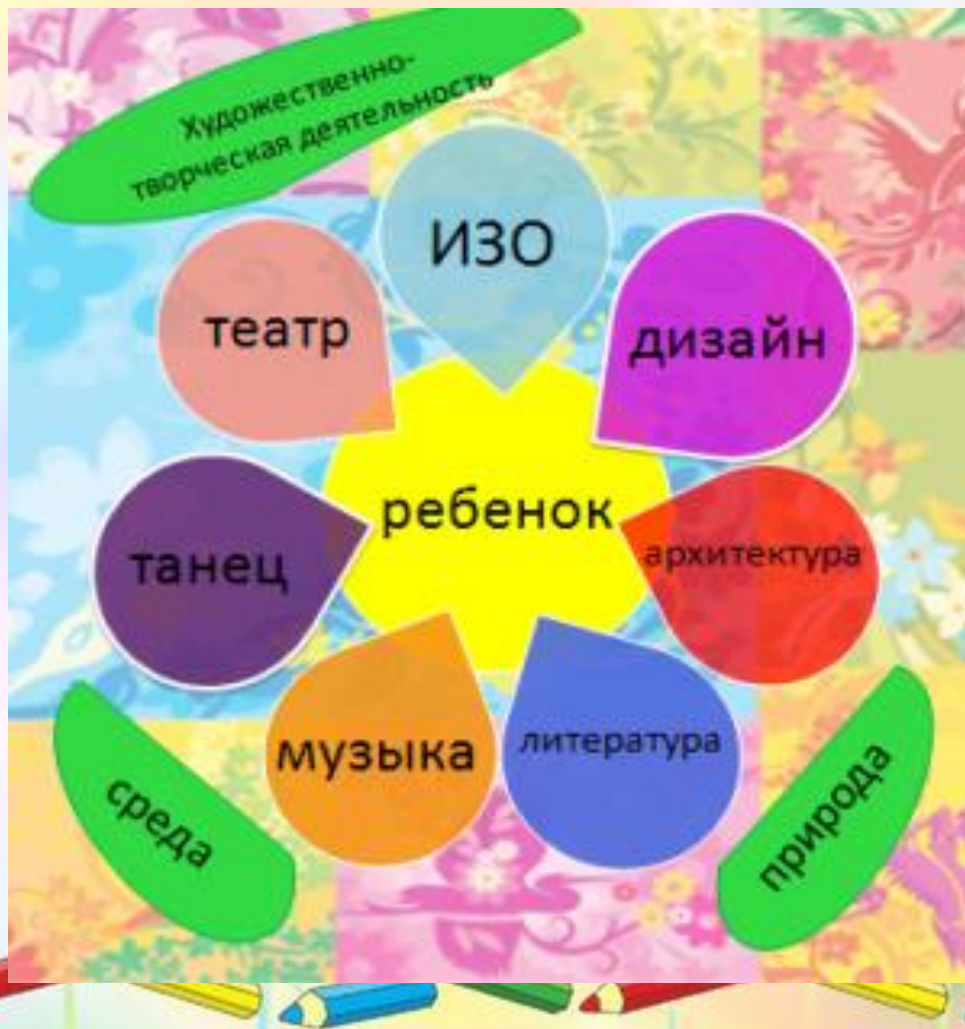 Художественно-
творческая деятельность
ИЗО
театр
дизайн
ребенок
архитектура
танец
литература
музыка
среда
природа